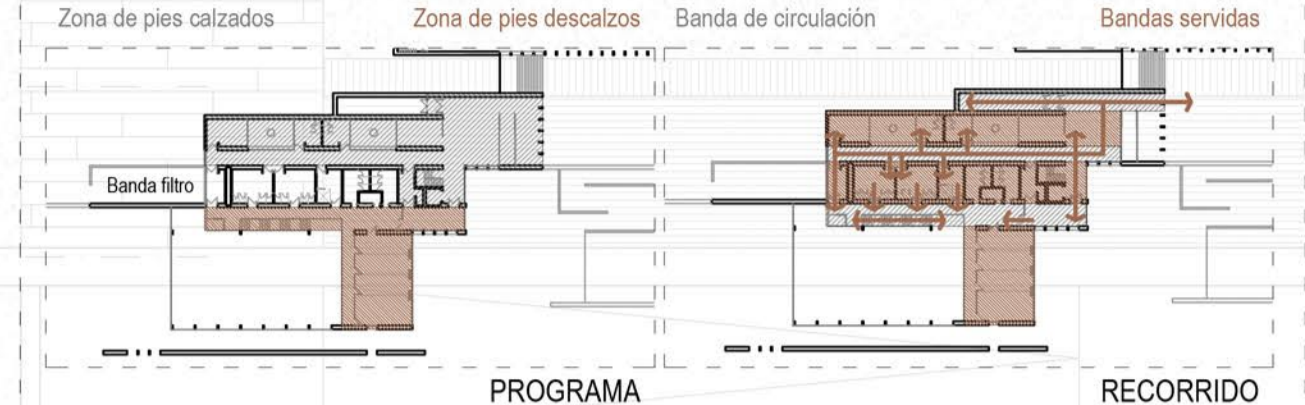 Zona de pies calzados
Zona de pies descalzos
Banda de circulación
Bandas servidas
Banda filtro
PROGRAMA
RECORRIDO